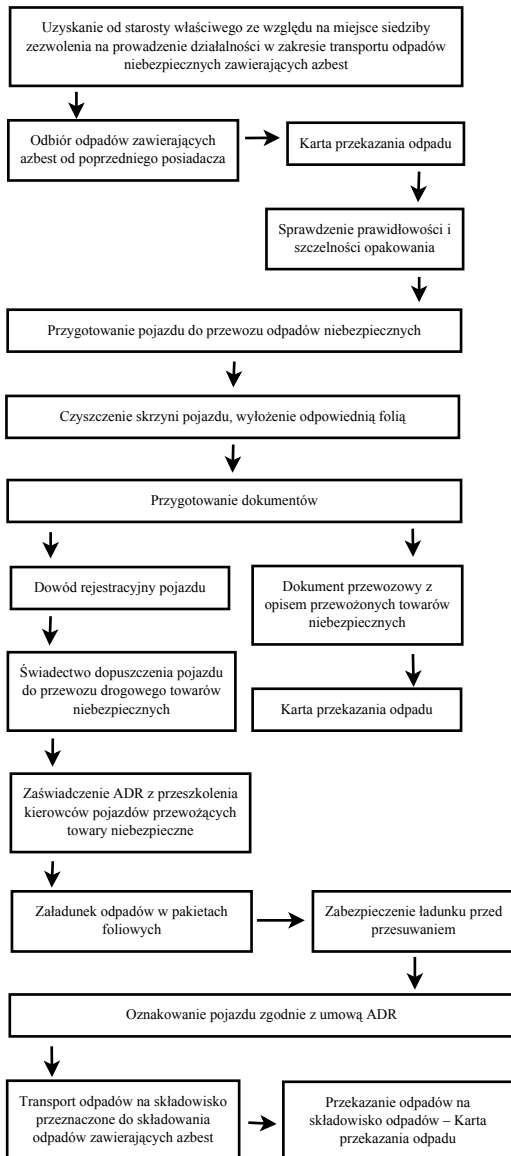 Uzyskanie od starosty właściwego ze względu na miejsce siedziby
zezwolenia na prowadzenie działalności w zakresie transportu odpadów
niebezpiecznych zawierających azbest
Odbiór odpadów zawierających
azbest od poprzedniego posiadacza
Karta przekazania odpadu
Sprawdzenie prawidłowości i
szczelności opakowania
Przygotowanie pojazdu do przewozu odpadów niebezpiecznych
Czyszczenie skrzyni pojazdu, wyłożenie odpowiednią folią
Przygotowanie dokumentów
Dowód rejestracyjny pojazdu
Dokument przewozowy z
opisem przewożonych towarów
niebezpiecznych
Świadectwo dopuszczenia pojazdu
do przewozu drogowego towarów
niebezpiecznych
Karta przekazania odpadu
Zaświadczenie ADR z przeszkolenia
kierowców pojazdów przewożących
towary niebezpieczne
Załadunek odpadów w pakietach
foliowych
Zabezpieczenie ładunku przed
przesuwaniem
Oznakowanie pojazdu zgodnie z umową ADR
Transport odpadów na składowisko
przeznaczone do składowania
odpadów zawierających azbest
Przekazanie odpadów na
składowisko odpadów – Karta
przekazania odpadu